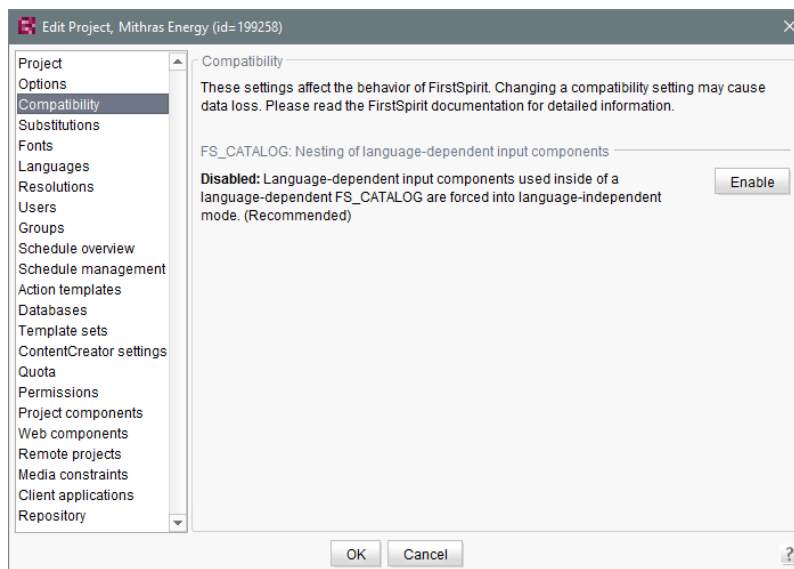 Edit Project, Mithras Energy (id=199258)
Project
Options
Compatibility
Substitutions
Fonts
Languages
Resolutions
Users
Groups
Schedule overview
Schedule management
Action templates
Databases
Template sets
ContentCreator settings
Quota
Permissions
Project components
Web components
Remote projects
Media constraints
Client applications
Repository
Compatibility
These settings affect the behavior of FirstSpirit. Changing a compatibility setting may cause
data loss. Please read the FirstSpirit documentation for detailed information.
FS_CATALOG: Nesting of language-dependent input components
Disabled: Language-dependent input components used inside of a
language-dependent FS_CATALOG are forced into language-independent
mode. (Recommended)
Enable
OK
Cancel
?